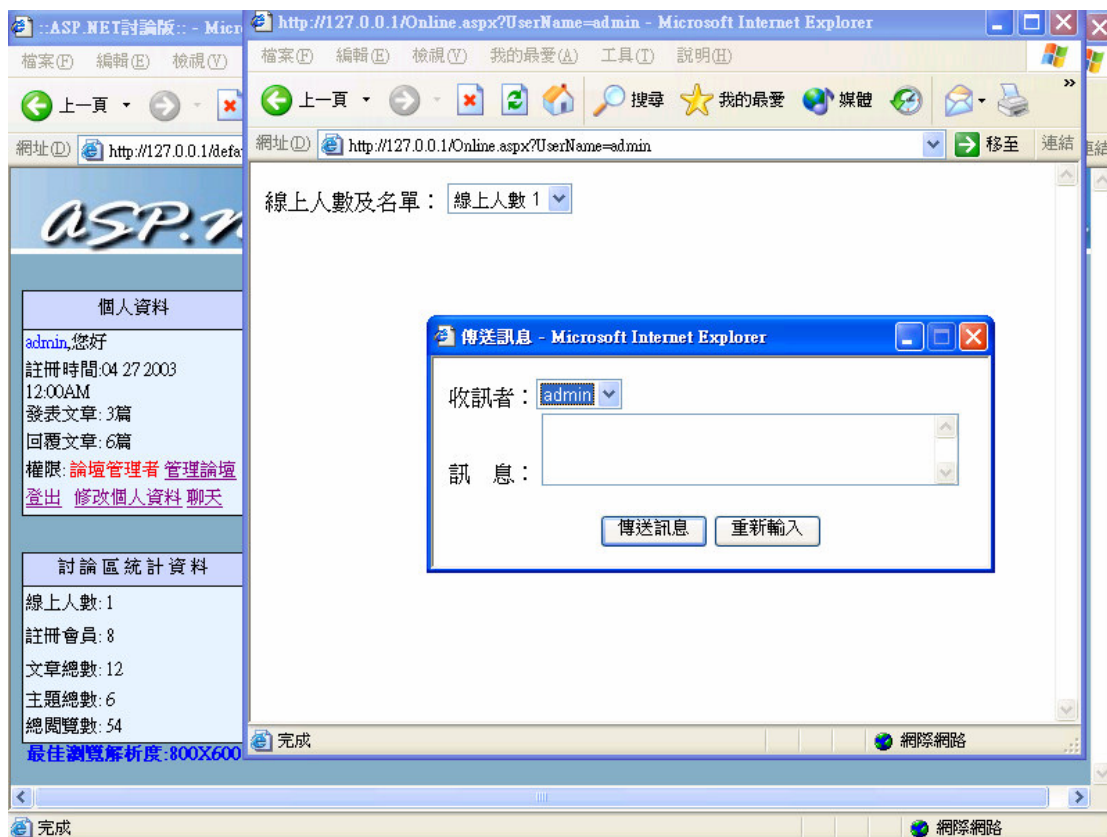 ::ASP.NET討論版:: - Micr
檔案(F) 編輯(E) 檢視(V)
上一頁
網址(D) http://127.0.0.1/defa
ASP.n
個人資料
admin,您好
註冊時間:04 27 2003
12:00AM
發表文章: 3篇
回覆文章: 6篇
權限: 論壇管理者 管理論壇
登出 修改個人資料 聊天
討論區統計資料
線上人數: 1
註冊會員: 8
文章總數: 12
主題總數: 6
總閱覽數: 54
最佳瀏覽解析度:800X600
完成
網際網路
http://127.0.0.1/Online.aspx?UserName=admin - Microsoft Internet Explorer
檔案(F) 編輯(E) 檢視(V) 我的最愛(A) 工具(T) 說明(H)
上一頁 搜尋 我的最愛 媒體 »
網址(D) http://127.0.0.1/Online.aspx?UserName=admin 移至 連結
線上人數及名單： 線上人數 1
傳送訊息 - Microsoft Internet Explorer
收訊者： admin
訊 息：
傳送訊息 重新輸入
完成 網際網路